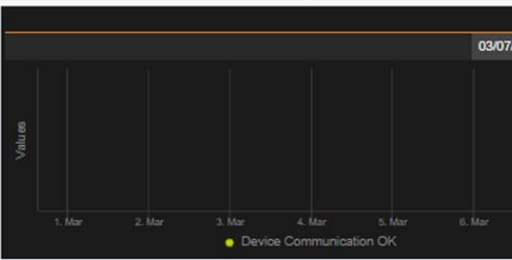 03/07/
Values
1. Mar 2. Mar 3. Mar 4. Mar 5. Mar 6. Mar
Device Communication OK